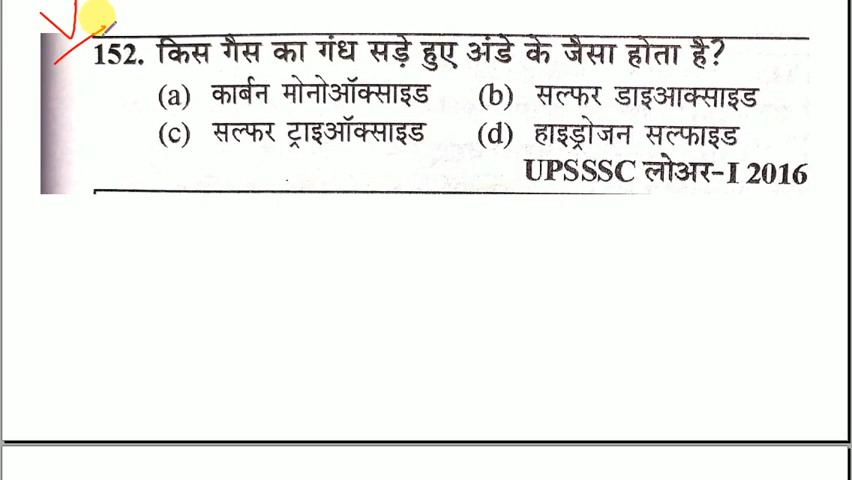 152. किस गैस का गंध सड़े हुए अंडे के जैसा होता है?
(a) कार्बन मोनोऑक्साइड (b) सल्फर डाइआक्साइड
(c) सल्फर ट्राइऑक्साइड (d) हाइड्रोजन सल्फाइड
UPSSSC लोअर-I 2016